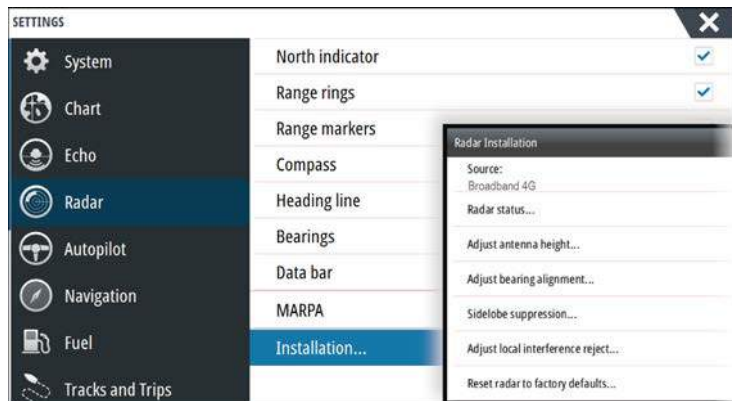 SETTINGS
System
Chart
Echo
Radar
Autopilot
Navigation
Fuel
Tracks and Trips
North indicator
Range rings
Range markers
Compass
Heading line
Bearings
Data bar
MARPA
Installation...
Radar Installation
Source:
Broadband 4G
Radar status...
Adjust antenna height...
Adjust bearing alignment...
Sidelobe suppression...
Adjust local interference reject...
Reset radar to factory defaults...